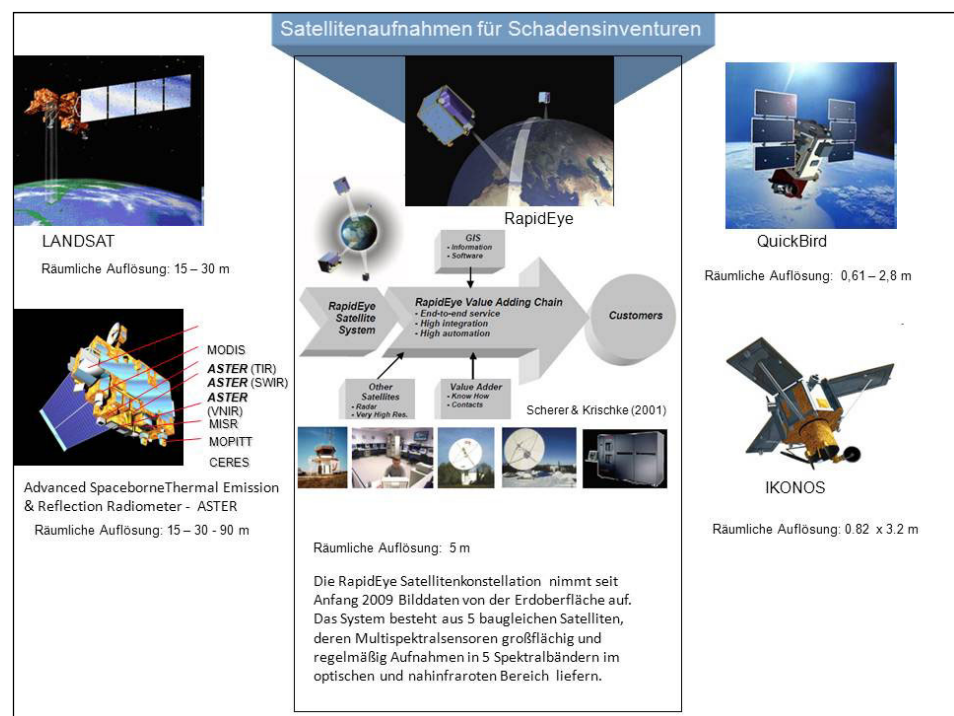 Satellitenaufnahmen für Schadensinventuren
LANDSAT
Räumliche Auflösung: 15 – 30 m
MODIS
ASTER (TIR)
ASTER (SWIR)
ASTER
(VNIR)
MISR
MOPITT
CERES
Advanced SpaceborneThermal Emission
& Reflection Radiometer - ASTER
Räumliche Auflösung: 15 – 30 - 90 m
RapidEye
GIS
- Information
- Software
RapidEye
Satellite
System
RapidEye Value Adding Chain
- End-to-end service
- High integration
- High automation
Customers
Other
Satellites
- Radar
- Very High Res.
Value Adder
- Know How
- Contacts
Scherer & Krischke (2001)
Räumliche Auflösung: 5 m
Die RapidEye Satellitenkonstellation nimmt seit
Anfang 2009 Bilddaten von der Erdoberfläche auf.
Das System besteht aus 5 baugleichen Satelliten,
deren Multispektralsensoren großflächig und
regelmäßig Aufnahmen in 5 Spektralbändern im
optischen und nahinfraroten Bereich liefern.
QuickBird
Räumliche Auflösung: 0,61 – 2,8 m
IKONOS
Räumliche Auflösung: 0.82 x 3.2 m